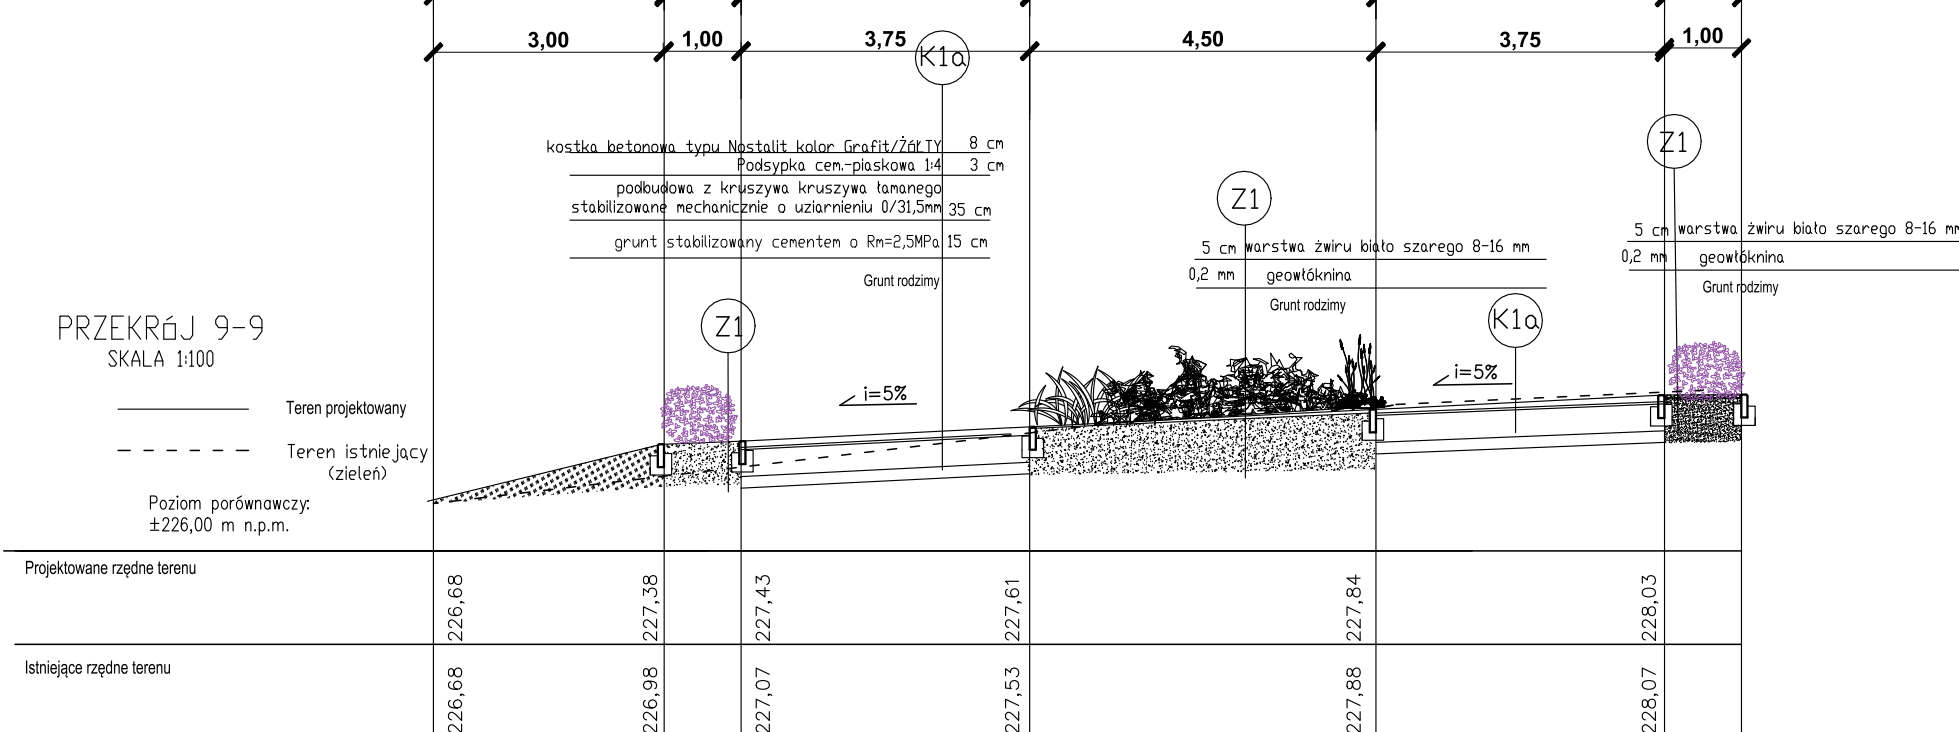 3,00 1,00 3,75 4,50 3,75 1,00
K1a
kostka betonowa typu Nostalit kolor Grafit/ŻÓŁTY 8 cm
Podsypka cem.-piaskowa 1:4 3 cm
podbudowa z kruszywa kruszywa łamanego
stabilizowane mechanicznie o uziarnieniu 0/31,5mm 35 cm
grunt stabilizowany cementem o Rm=2,5MPa 15 cm
Grunt rodzimy
Z1
5 cm warstwa żwiru biało szarego 8-16 mm
0,2 mm geowłóknina
Grunt rodzimy
Z1
5 cm warstwa żwiru biało szarego 8-16 mm
0,2 mm geowłóknina
Grunt rodzimy
Z1
K1a
i=5%
i=5%
PRZEKRÓJ 9-9
SKALA 1:100
Teren projektowany
Teren istniejący
(zieleń)
Poziom porównawczy:
±226,00 m n.p.m.
Projektowane rzędne terenu
226,68 227,38 227,43 227,61 227,84 228,03
Istniejące rzędne terenu
226,68 226,98 227,07 227,53 227,88 228,07